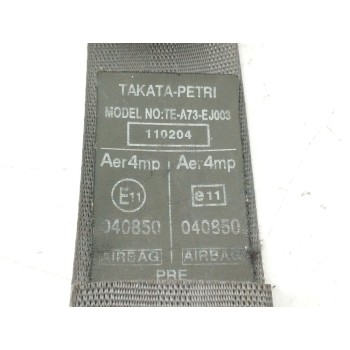 TAKATA-PETRI
MODEL NO:TE-A73-EJ003
110204
Aer4mp Aer4mp
E11 e11
040850 040850
AIRBAG AIRBAG
PRE